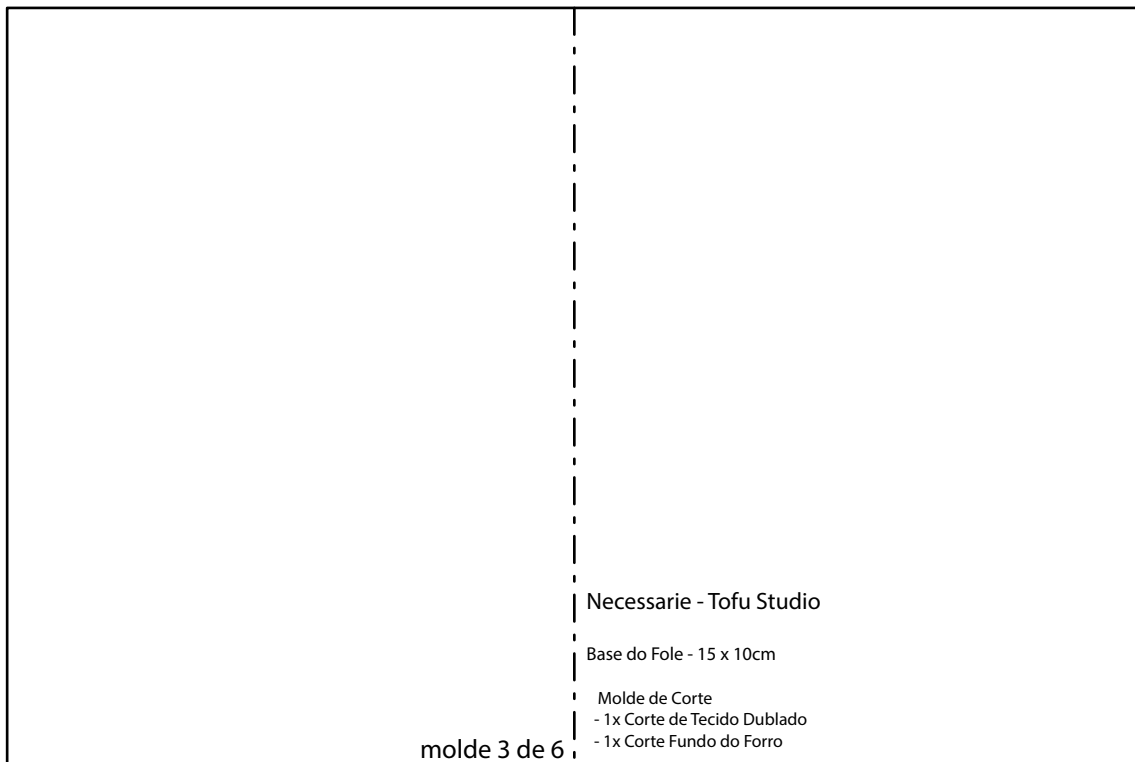 Necessarie - Tofu Studio
Base do Fole - 15 x 10cm
Molde de Corte
- 1x Corte de Tecido Dublado
- 1x Corte Fundo do Forro
molde 3 de 6